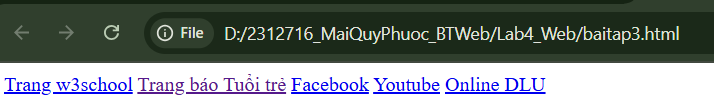 File D:/2312716_MaiQuyPhuoc_BTWeb/Lab4_Web/baitap3.html
Trang w3school Trang báo Tuổi trẻ Facebook Youtube Online DLU